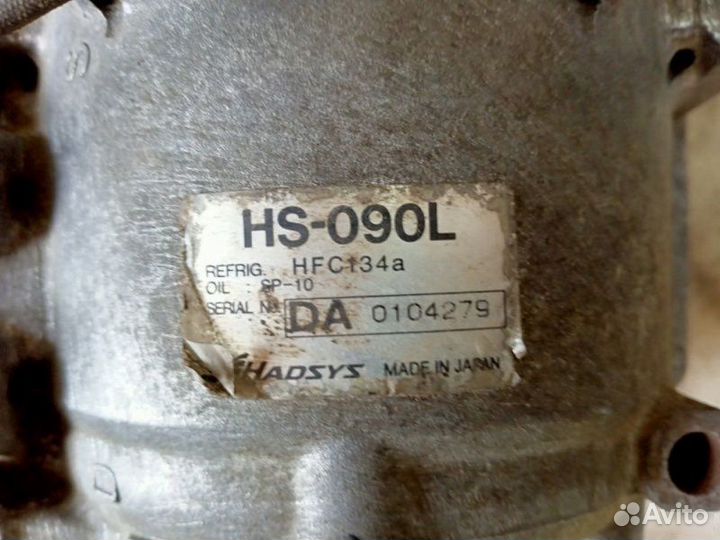 HS-090L
REFRIG. HFC134a
OIL : SP-10
SERIAL No. DA 0104279
HADSYS MADE IN JAPAN
Avito